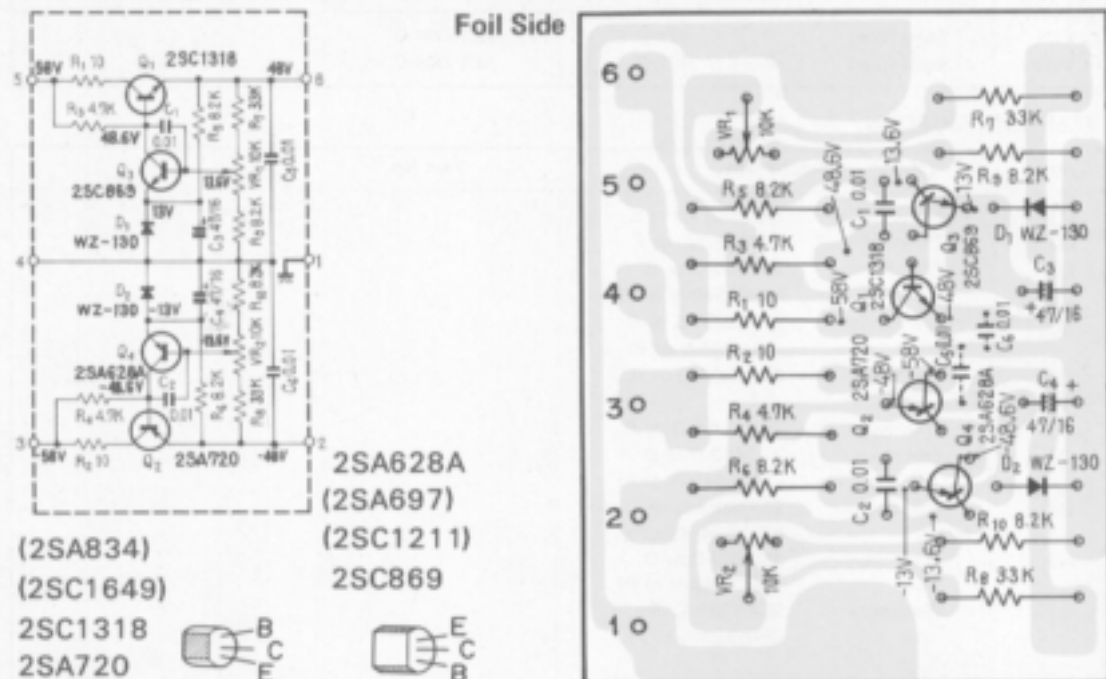 Foil Side
5
58V
R1 10
Q1
2SC1318
48V
6
R3 4.7K
C1
0.01
48.6V
R5 8.2K
R7 33K
Q3
2SC869
13.6V
VR1 10K
13V
D1
WZ-130
C3 47/16
R9 8.2K
C5 0.01
4
1
D2
WZ-130
-13V
C4 47/16
R10 8.2K
Q4
-13.6V
VR2 10K
2SA628A
-48.6V
C2
0.01
R4 4.7K
R6 8.2K
R8 33K
C6 0.01
3
-58V
R2 10
Q2
2SA720
-48V
2
2SA628A
(2SA697)
(2SC1211)
2SC869
(2SA834)
(2SC1649)
2SC1318
2SA720
B
C
E
E
C
B
6
5
4
3
2
1
VR1
10K
R5 8.2K
R3 4.7K
R1 10
R2 10
R4 4.7K
R6 8.2K
VR2
10K
-48.6V
C1 0.01
-13.6V
-13V
Q3
2SC869
R7 33K
R9 8.2K
D1 WZ-130
C3
+
47/16
-58V
Q1
2SC1318
-48V
C5 0.01
C6 0.01
Q2
2SA720
-48V
-58V
C4
+
47/16
Q4
2SA628A
-48.6V
D2 WZ-130
C2 0.01
-13V
-13.6V
R10 8.2K
R8 33K